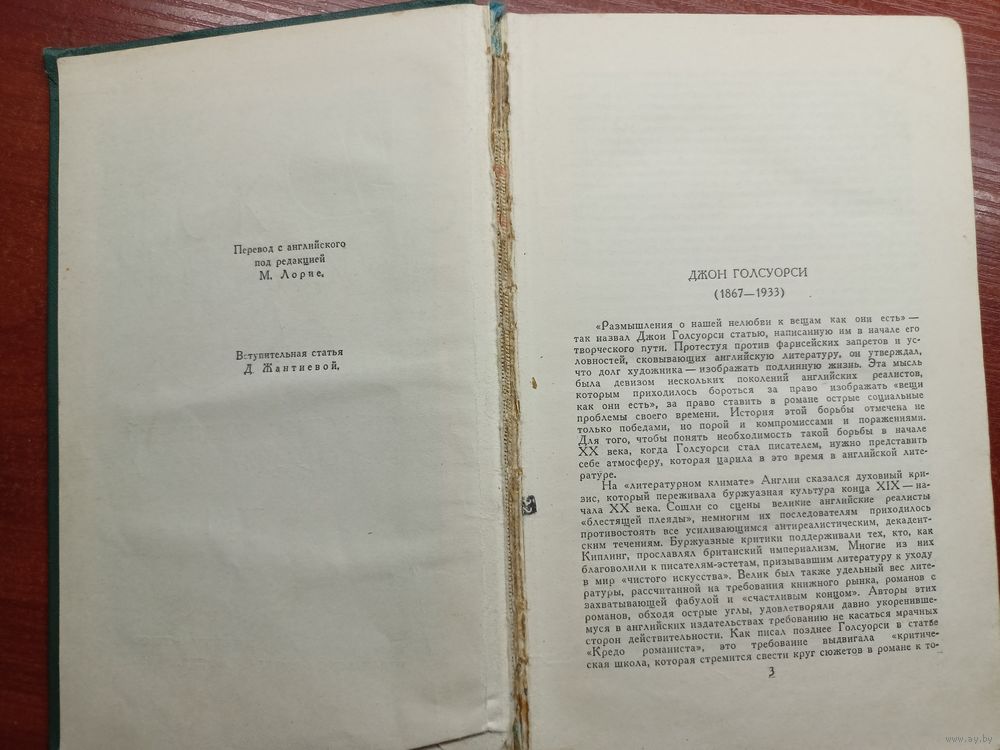 Перевод с английского
под редакцией
М. Лорие.
Вступительная статья
Д. Жантиевой.
ДЖОН ГОЛСУОРСИ
(1867—1933)
«Размышления о нашей нелюбви к вещам как они есть» —
так назвал Джон Голсуорси статью, написанную им в начале его
творческого пути. Протестуя против фарисейских запретов и ус-
ловностей, сковывающих английскую литературу, он утверждал,
что долг художника — изображать подлинную жизнь. Эта мысль
была девизом нескольких поколений английских реалистов,
которым приходилось бороться за право изображать «вещи
как они есть», за право ставить в романе острые социальные
проблемы своего времени. История этой борьбы отмечена не
только победами, но порой и компромиссами и поражениями.
Для того, чтобы понять необходимость такой борьбы в начале
XX века, когда Голсуорси стал писателем, нужно представить
себе атмосферу, которая царила в это время в английской лите-
ратуре.
На «литературном климате» Англии сказался духовный кри-
зис, который переживала буржуазная культура конца XIX — на-
чала XX века. Сошли со сцены великие английские реалисты
«блестящей плеяды», немногим их последователям приходилось
противостоять все усиливающимся антиреалистическим, декадент-
ским течениям. Буржуазные критики поддерживали тех, кто, как
Киплинг, прославлял британский империализм. Многие из них
благоволили к писателям-эстетам, призывавшим литературу к уходу
в мир «чистого искусства». Велик был также удельный вес лите-
ратуры, рассчитанной на требования книжного рынка, романов с
захватывающей фабулой и «счастливым концом». Авторы этих
романов, обходя острые углы, удовлетворяли давно укоренивше-
муся в английских издательствах требованию не касаться мрачных
сторон действительности. Как писал позднее Голсуорси в статье
«Кредо романиста», это требование выдвигала «критиче-
ская школа, которая стремится свести круг сюжетов в романе к то-
3
www.ay.by